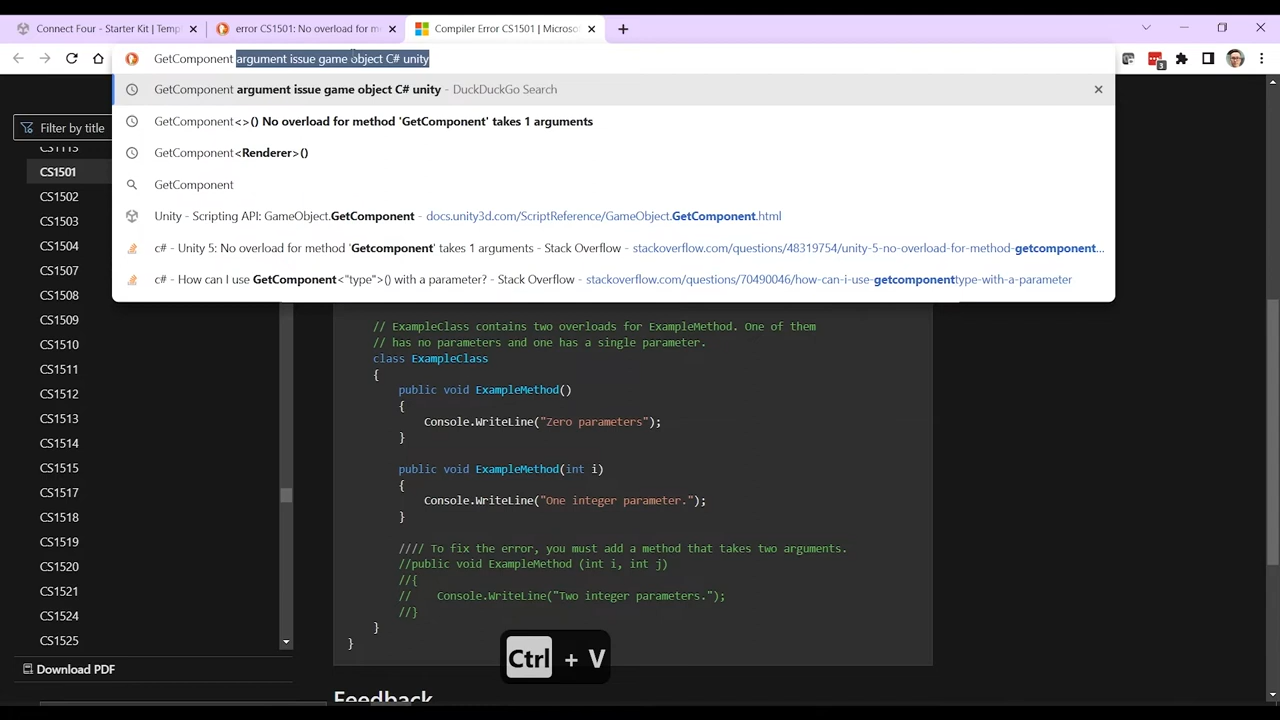 Connect Four - Starter Kit | Temp
error CS1501: No overload for m
Compiler Error CS1501 | Microso
GetComponent argument issue game object C# unity
3
GetComponent argument issue game object C# unity - DuckDuckGo Search
GetComponent<>() No overload for method 'GetComponent' takes 1 arguments
GetComponent<Renderer>()
GetComponent
Unity - Scripting API: GameObject.GetComponent - docs.unity3d.com/ScriptReference/GameObject.GetComponent.html
c# - Unity 5: No overload for method 'Getcomponent' takes 1 arguments - Stack Overflow - stackoverflow.com/questions/48319754/unity-5-no-overload-for-method-getcomponent...
c# - How can I use GetComponent<"type">() with a parameter? - Stack Overflow - stackoverflow.com/questions/70490046/how-can-i-use-getcomponenttype-with-a-parameter
Filter by title
CS1113
CS1501
CS1502
CS1503
CS1504
CS1507
CS1508
CS1509
CS1510
CS1511
CS1512
CS1513
CS1514
CS1515
CS1517
CS1518
CS1519
CS1520
CS1521
CS1524
CS1525
Download PDF
// ExampleClass contains two overloads for ExampleMethod. One of them
// has no parameters and one has a single parameter.
class ExampleClass
{
public void ExampleMethod()
{
Console.WriteLine("Zero parameters");
}
public void ExampleMethod(int i)
{
Console.WriteLine("One integer parameter.");
}
//// To fix the error, you must add a method that takes two arguments.
//public void ExampleMethod (int i, int j)
//{
// Console.WriteLine("Two integer parameters.");
//}
}
}
Ctrl + V
Feedback